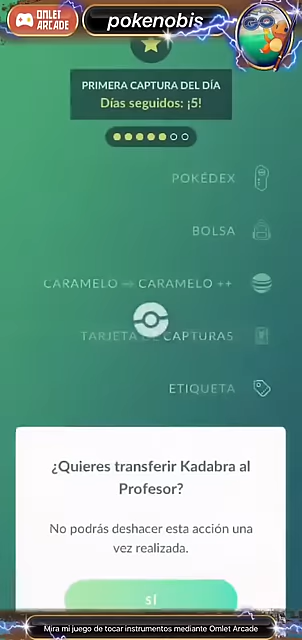 OMLET
ARCADE
pokenobis
GO
PRIMERA CAPTURA DEL DÍA
Días seguidos: ¡5!
POKÉDEX
BOLSA
CARAMELO CARAMELO ++
TARJETA DE CAPTURAS
ETIQUETA
¿Quieres transferir Kadabra al
Profesor?
No podrás deshacer esta acción una
vez realizada.
SÍ
Mira mi juego de tocar instrumentos mediante Omlet Arcade